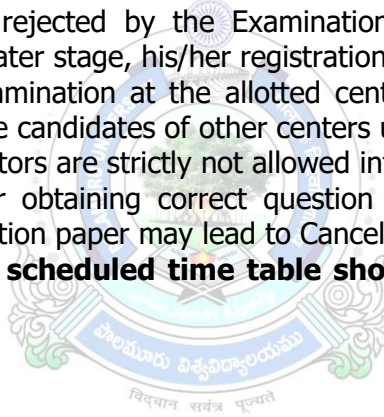 rejected by the Examination
ater stage, his/her registration
amination at the allotted cent
e candidates of other centers u
tors are strictly not allowed in
r obtaining correct question
tion paper may lead to Cancel
scheduled time table sho
పాలమూరు విశ్వవిద్యాలయము
विद्वान सर्वत्र पूज्यते